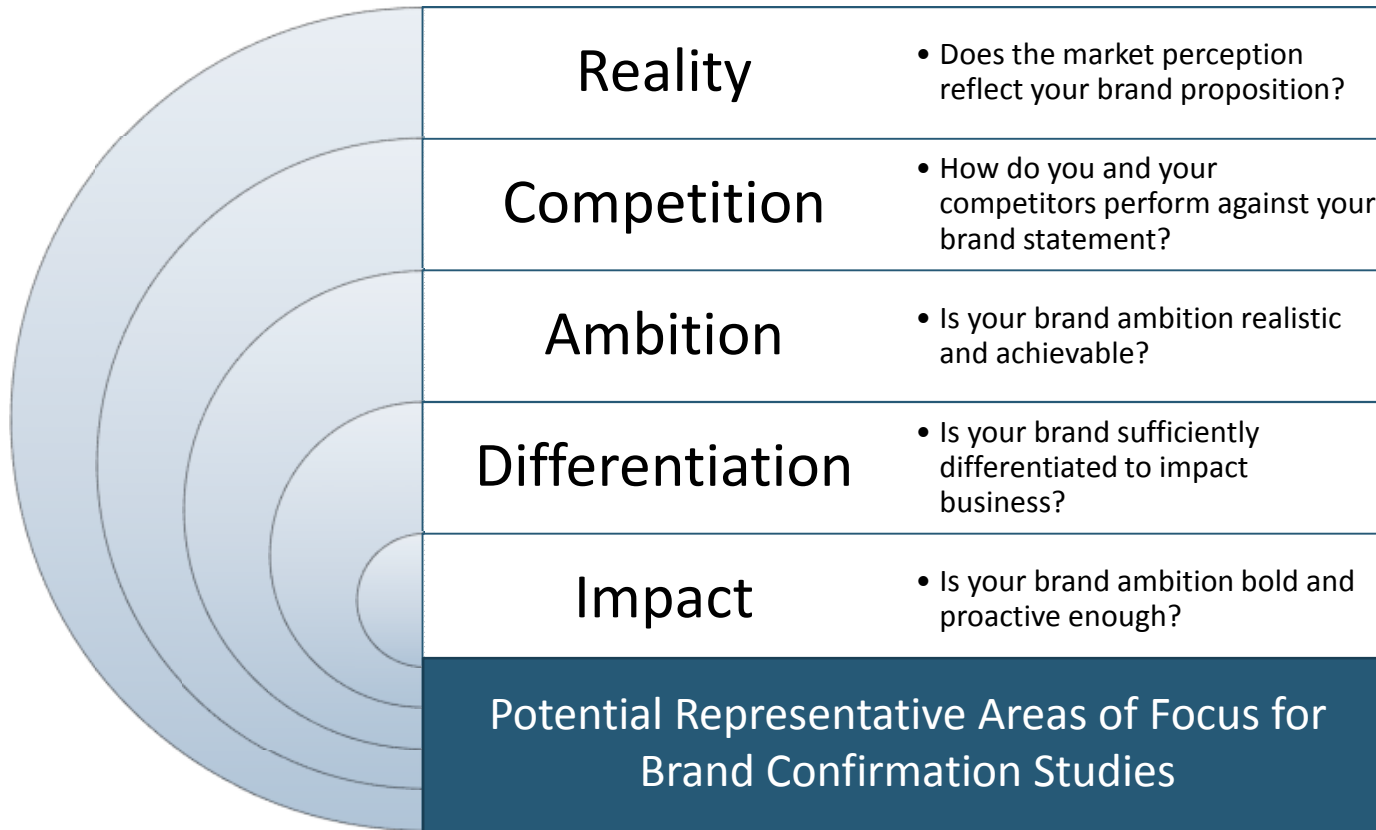 Reality
• Does the market perception
reflect your brand proposition?
Competition
• How do you and your
competitors perform against your
brand statement?
Ambition
• Is your brand ambition realistic
and achievable?
Differentiation
• Is your brand sufficiently
differentiated to impact
business?
Impact
• Is your brand ambition bold and
proactive enough?
Potential Representative Areas of Focus for
Brand Confirmation Studies